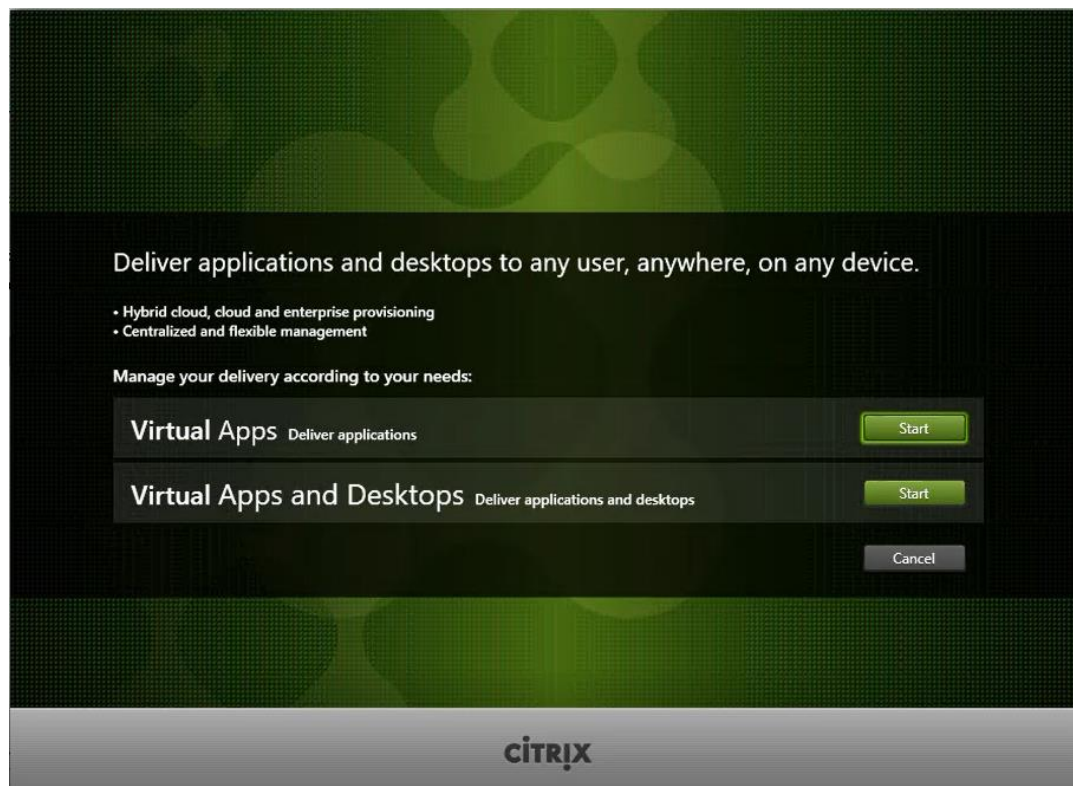 Deliver applications and desktops to any user, anywhere, on any device.
• Hybrid cloud, cloud and enterprise provisioning
• Centralized and flexible management
Manage your delivery according to your needs:
Virtual Apps Deliver applications Start
Virtual Apps and Desktops Deliver applications and desktops Start
Cancel
CİTRỊX